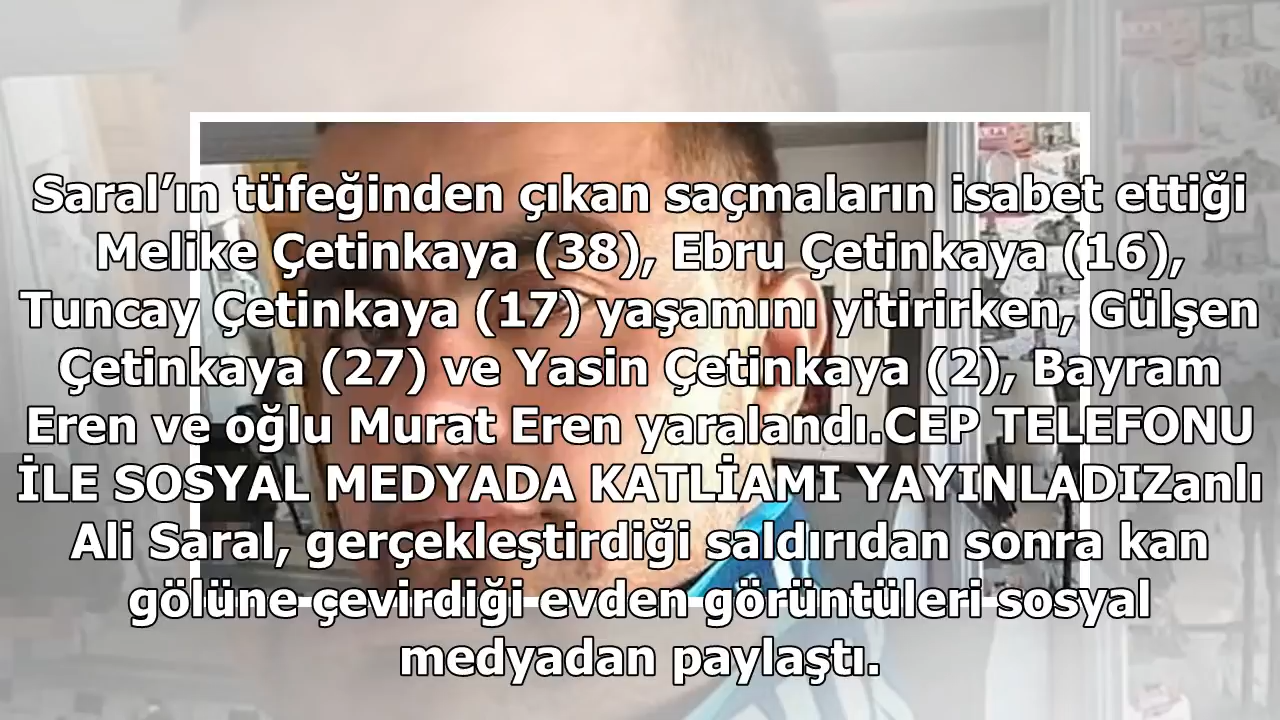 Saral’ın tüfeğinden çıkan saçmaların isabet ettiği
Melike Çetinkaya (38), Ebru Çetinkaya (16),
Tuncay Çetinkaya (17) yaşamını yitirirken, Gülşen
Çetinkaya (27) ve Yasin Çetinkaya (2), Bayram
Eren ve oğlu Murat Eren yaralandı.CEP TELEFONU
İLE SOSYAL MEDYADA KATLİAMI YAYINLADIZanlı
Ali Saral, gerçekleştirdiği saldırıdan sonra kan
gölüne çevirdiği evden görüntüleri sosyal
medyadan paylaştı.